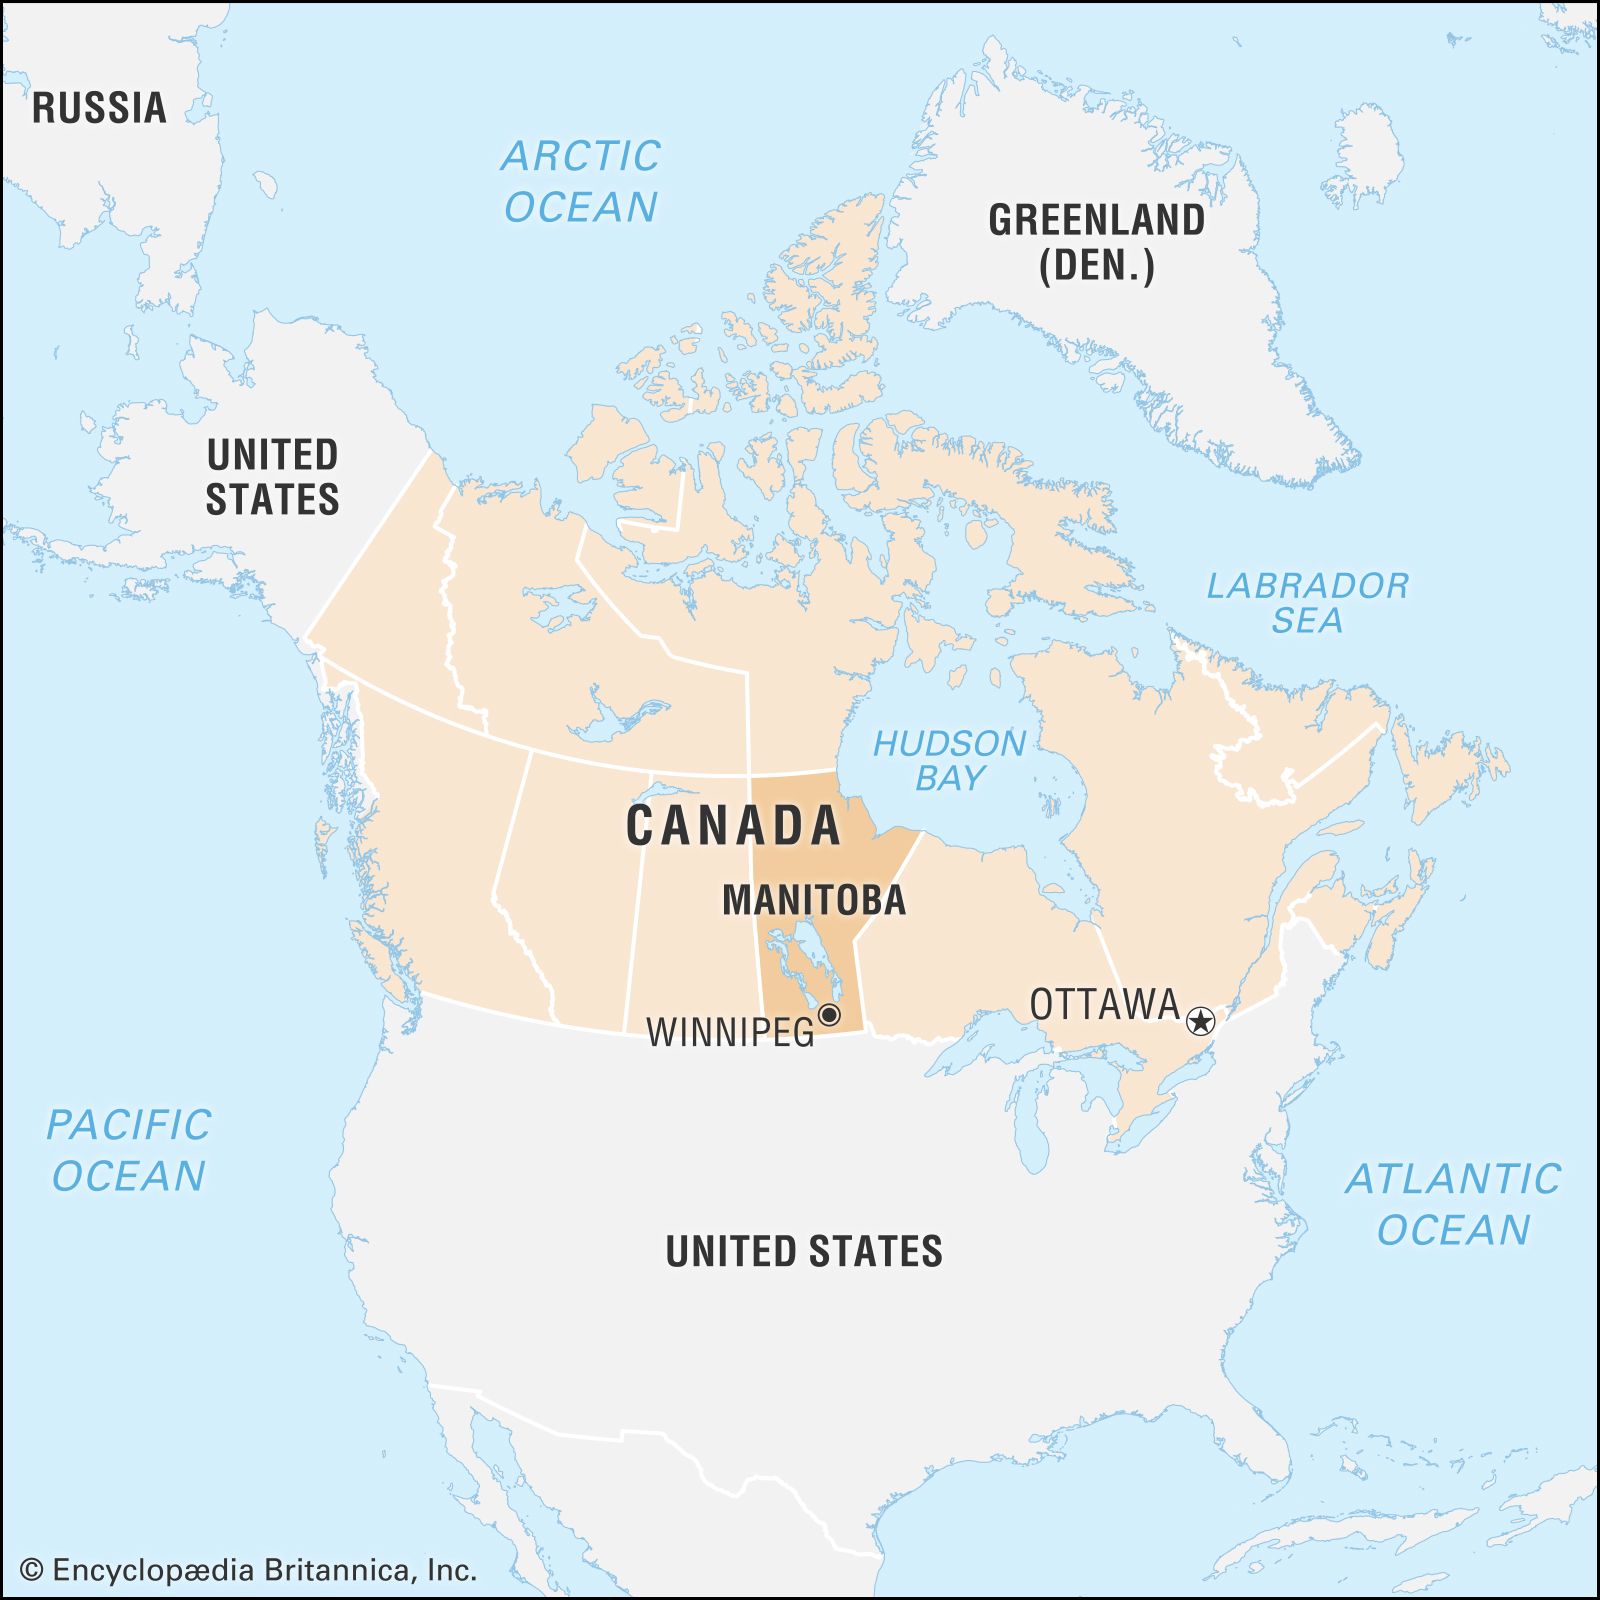 RUSSIA
ARCTIC
OCEAN
GREENLAND
(DEN.)
UNITED
STATES
LABRADOR
SEA
HUDSON
BAY
CANADA
MANITOBA
OTTAWA
WINNIPEG
PACIFIC
OCEAN
ATLANTIC
OCEAN
UNITED STATES
© Encyclopædia Britannica, Inc.